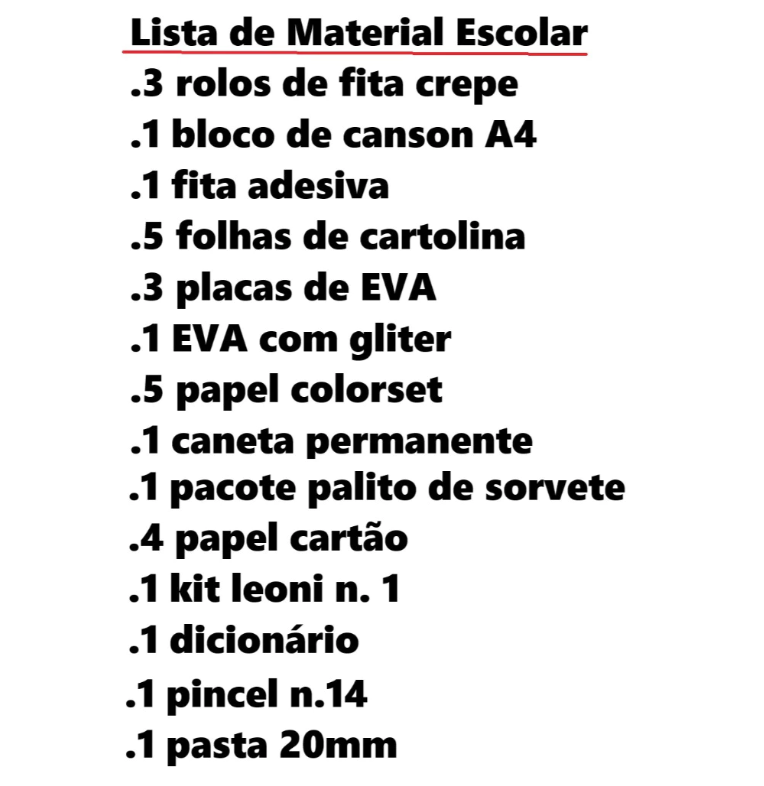 Lista de Material Escolar
.3 rolos de fita crepe
.1 bloco de canson A4
.1 fita adesiva
.5 folhas de cartolina
.3 placas de EVA
.1 EVA com gliter
.5 papel colorset
.1 caneta permanente
.1 pacote palito de sorvete
.4 papel cartão
.1 kit leoni n. 1
.1 dicionário
.1 pincel n.14
.1 pasta 20mm